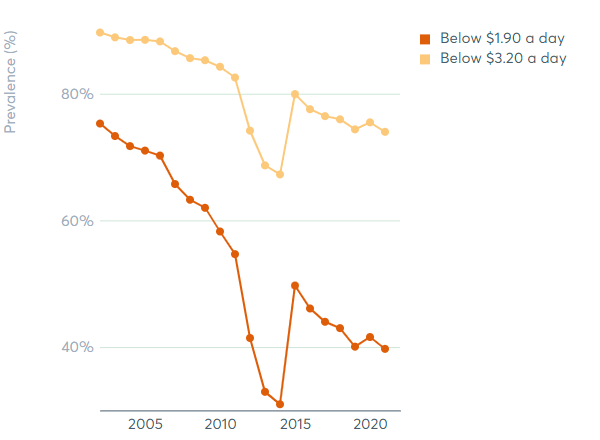 Prevalence (%)
Below $1.90 a day
Below $3.20 a day
80%
60%
40%
2005 2010 2015 2020